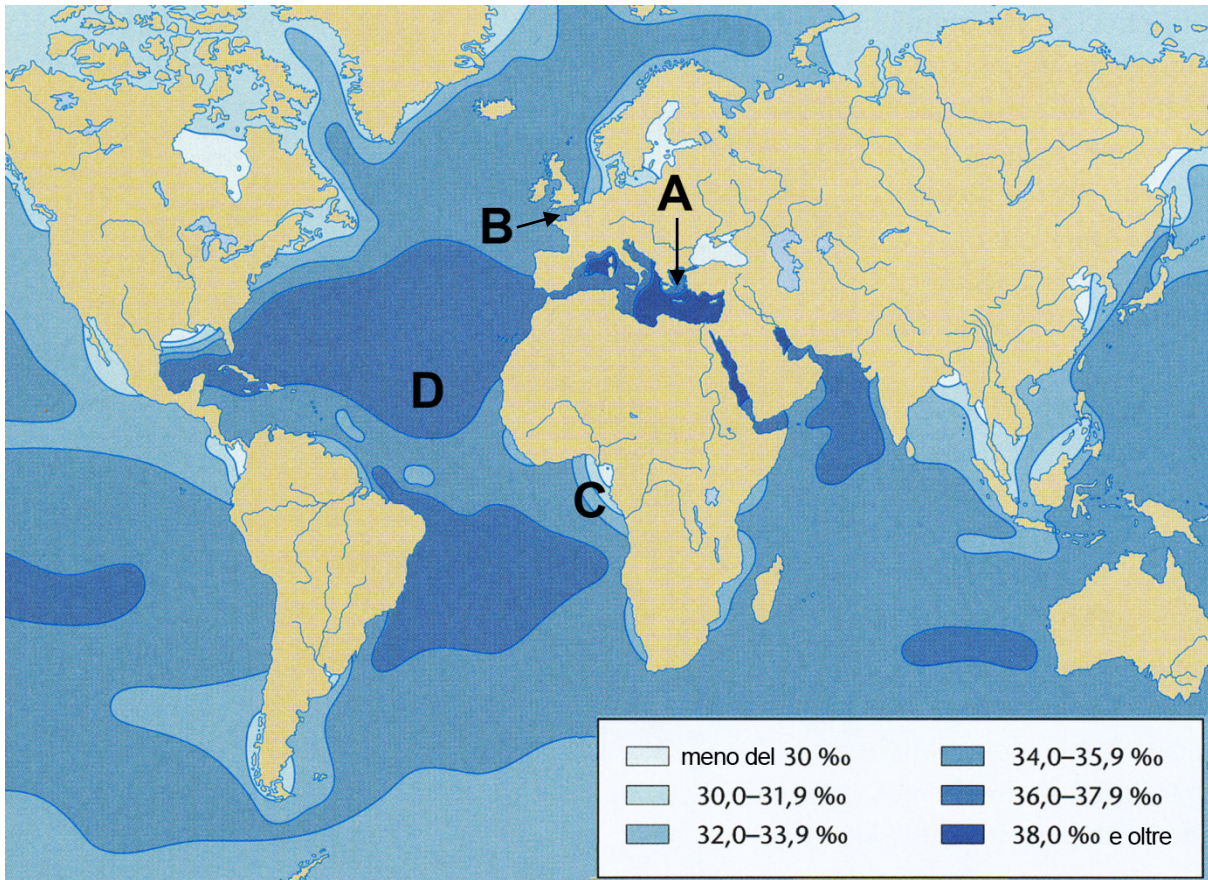 A
B
D
C
meno del 30 ‰
30,0–31,9 ‰
32,0–33,9 ‰
34,0–35,9 ‰
36,0–37,9 ‰
38,0 ‰ e oltre